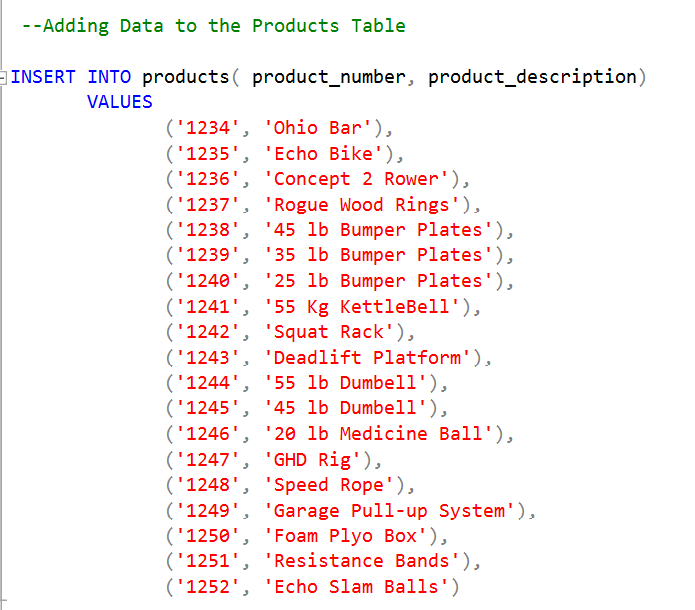 --Adding Data to the Products Table
INSERT INTO products( product_number, product_description)
VALUES
('1234', 'Ohio Bar'),
('1235', 'Echo Bike'),
('1236', 'Concept 2 Rower'),
('1237', 'Rogue Wood Rings'),
('1238', '45 lb Bumper Plates'),
('1239', '35 lb Bumper Plates'),
('1240', '25 lb Bumper Plates'),
('1241', '55 Kg KettleBell'),
('1242', 'Squat Rack'),
('1243', 'Deadlift Platform'),
('1244', '55 lb Dumbell'),
('1245', '45 lb Dumbell'),
('1246', '20 lb Medicine Ball'),
('1247', 'GHD Rig'),
('1248', 'Speed Rope'),
('1249', 'Garage Pull-up System'),
('1250', 'Foam Plyo Box'),
('1251', 'Resistance Bands'),
('1252', 'Echo Slam Balls')